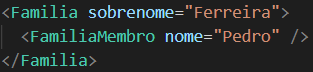 <Familia sobrenome="Ferreira">
  <FamiliaMembro nome="Pedro" />
</Familia>